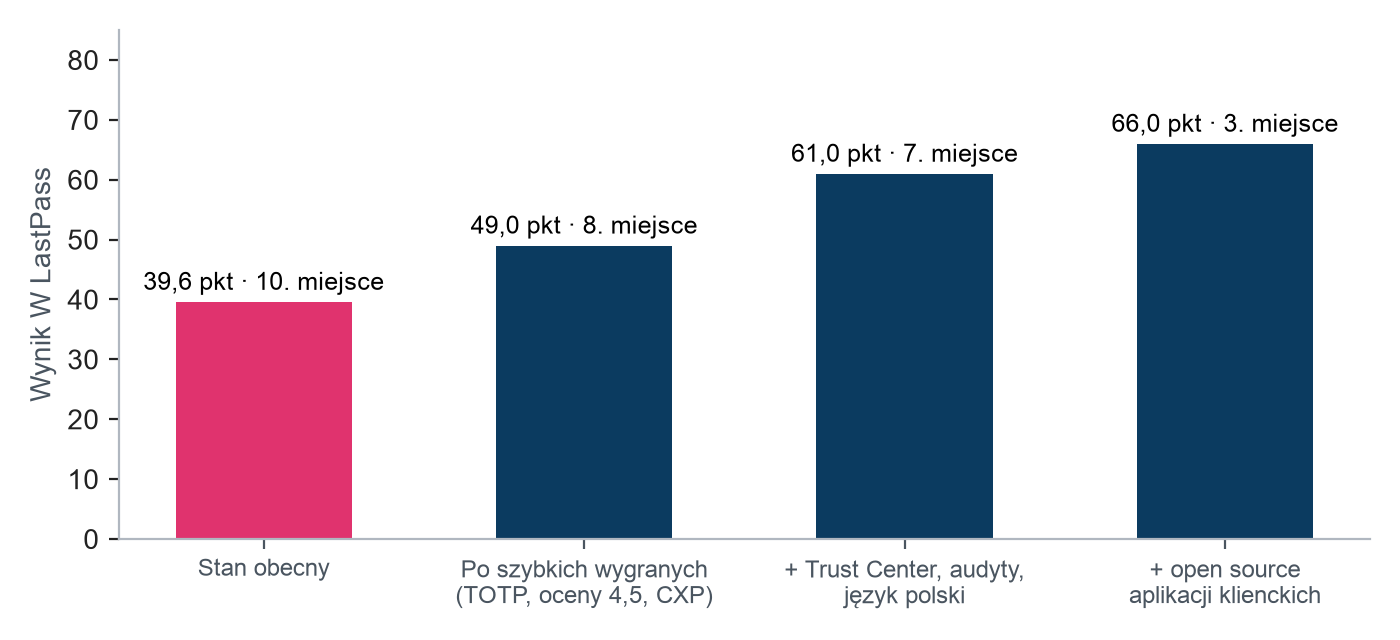 Wynik W LastPass
80
70
60
50
40
30
20
10
0
39,6 pkt · 10. miejsce
49,0 pkt · 8. miejsce
61,0 pkt · 7. miejsce
66,0 pkt · 3. miejsce
Stan obecny
Po szybkich wygranych
(TOTP, oceny 4,5, CXP)
+ Trust Center, audyty,
język polski
+ open source
aplikacji klienckich